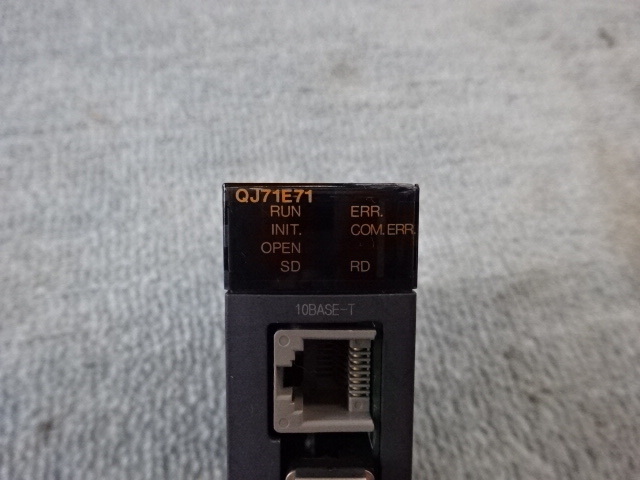 QJ71E71
RUN ERR.
INIT. COM.ERR.
OPEN
SD RD
10BASE-T